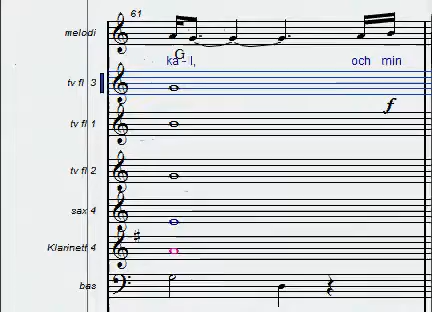 61
melodi
G
ka - ll, och min
tv fl 3
f
tv fl 1
tv fl 2
sax 4
Klarinett 4
bas